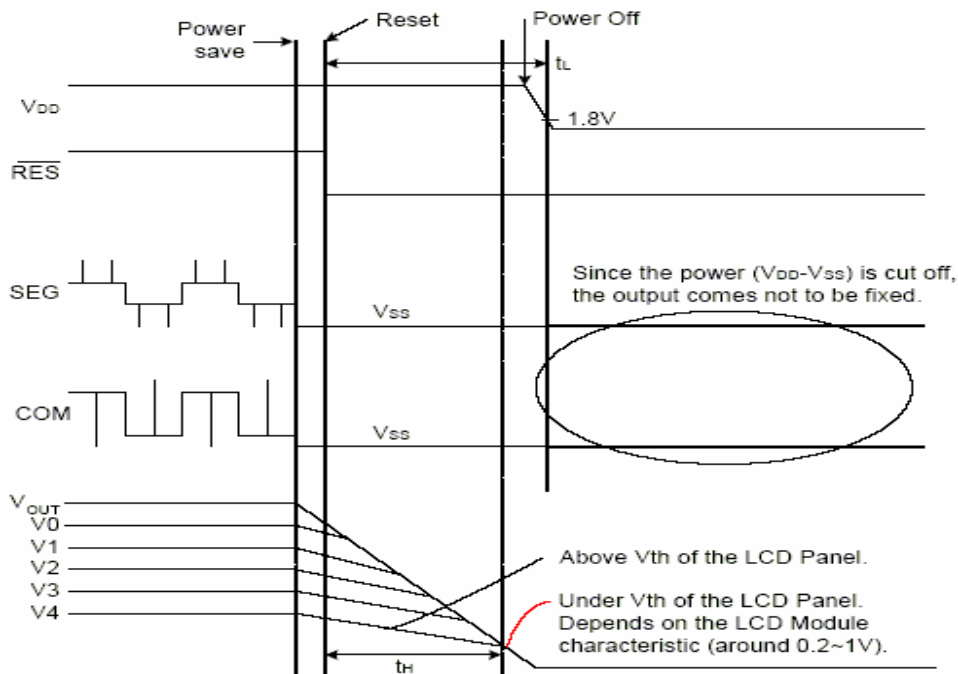 Power save
Reset
Power Off
tL
VDD
1.8V
RES
SEG
Since the power (VDD-VSS) is cut off,
the output comes not to be fixed.
VSS
COM
VSS
VOUT
V0
V1
V2
V3
V4
Above Vth of the LCD Panel.
Under Vth of the LCD Panel.
Depends on the LCD Module
characteristic (around 0.2~1V).
tH